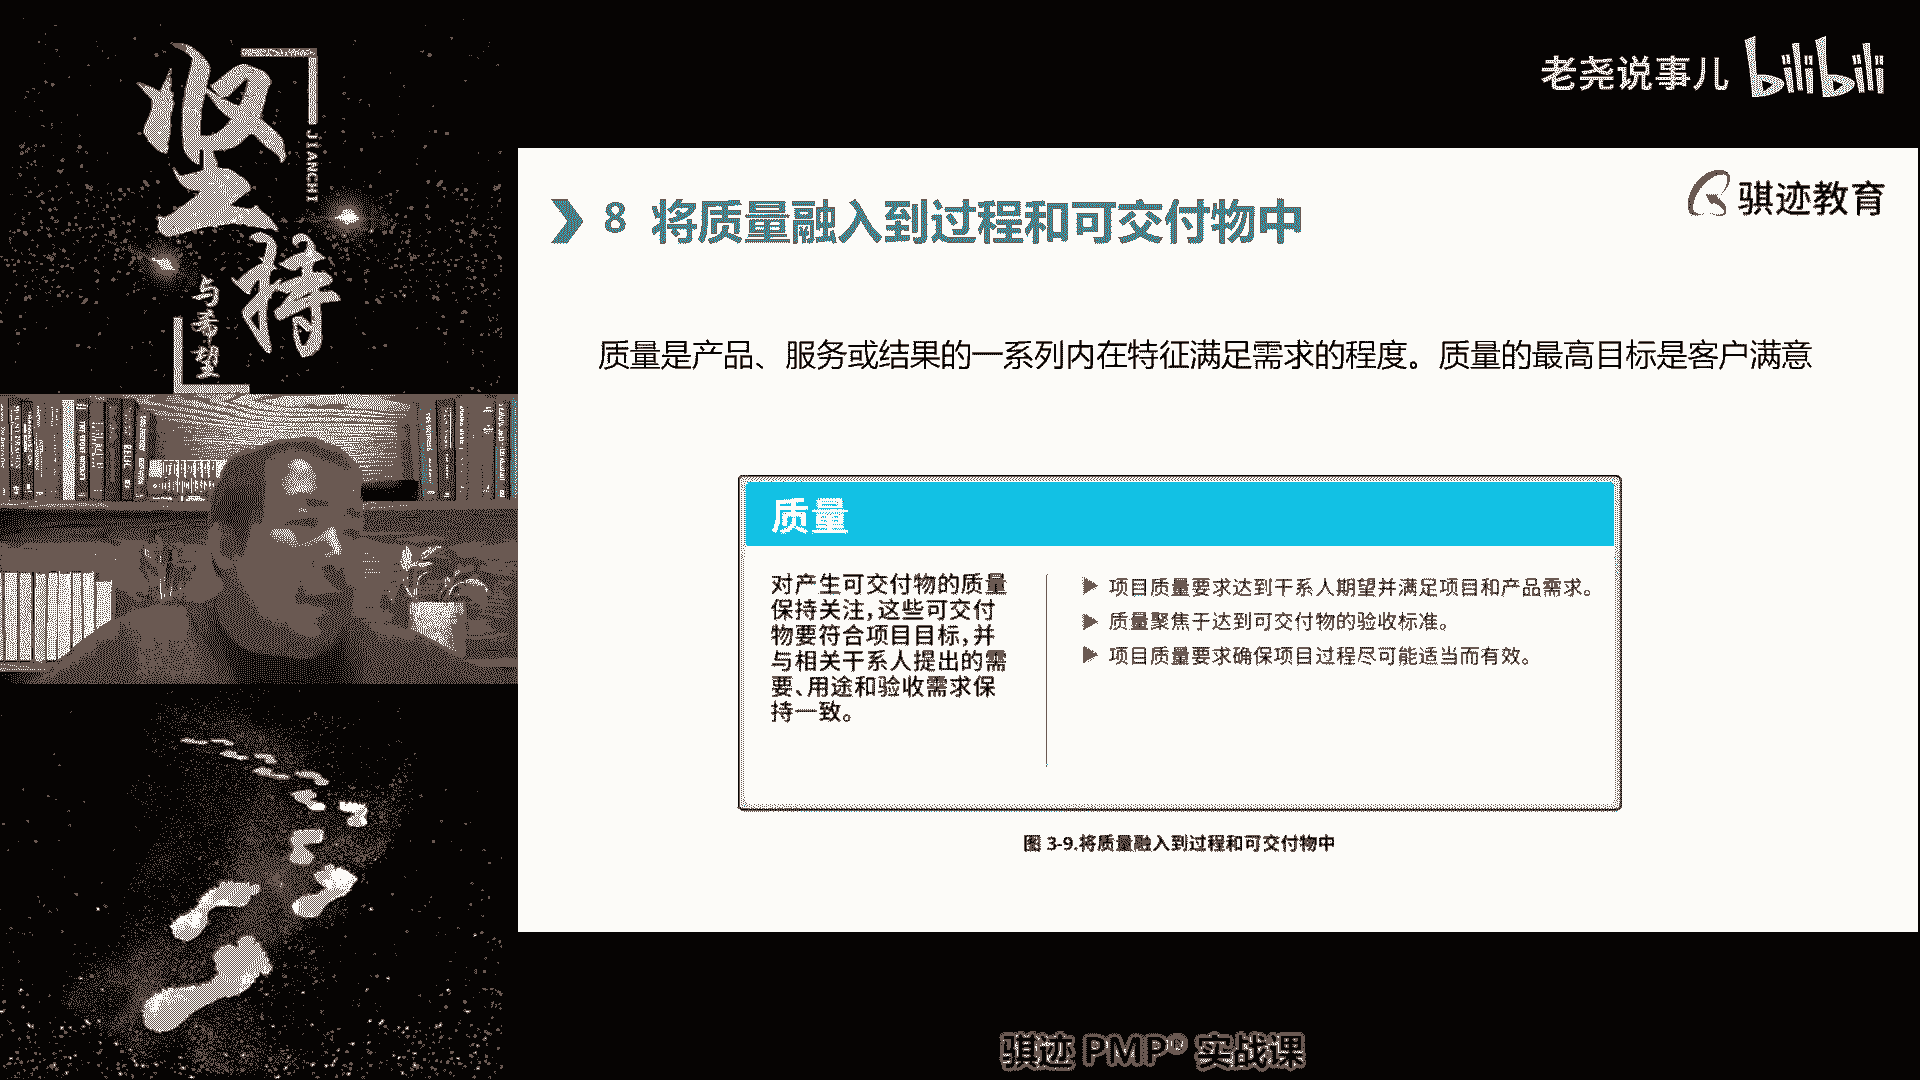 坚持
JIANCHI
与希望
老尧说事儿 bilibili
骐迹教育
8 将质量融入到过程和可交付物中
质量是产品、服务或结果的一系列内在特征满足需求的程度。质量的最高目标是客户满意
质量
对产生可交付物的质量
保持关注，这些可交付
物要符合项目目标，并
与相关干系人提出的需
要、用途和验收需求保
持一致。
项目质量要求达到干系人期望并满足项目和产品需求。
质量聚焦于达到可交付物的验收标准。
项目质量要求确保项目过程尽可能适当而有效。
图 3-9.将质量融入到过程和可交付物中
骐迹 PMP® 实战课